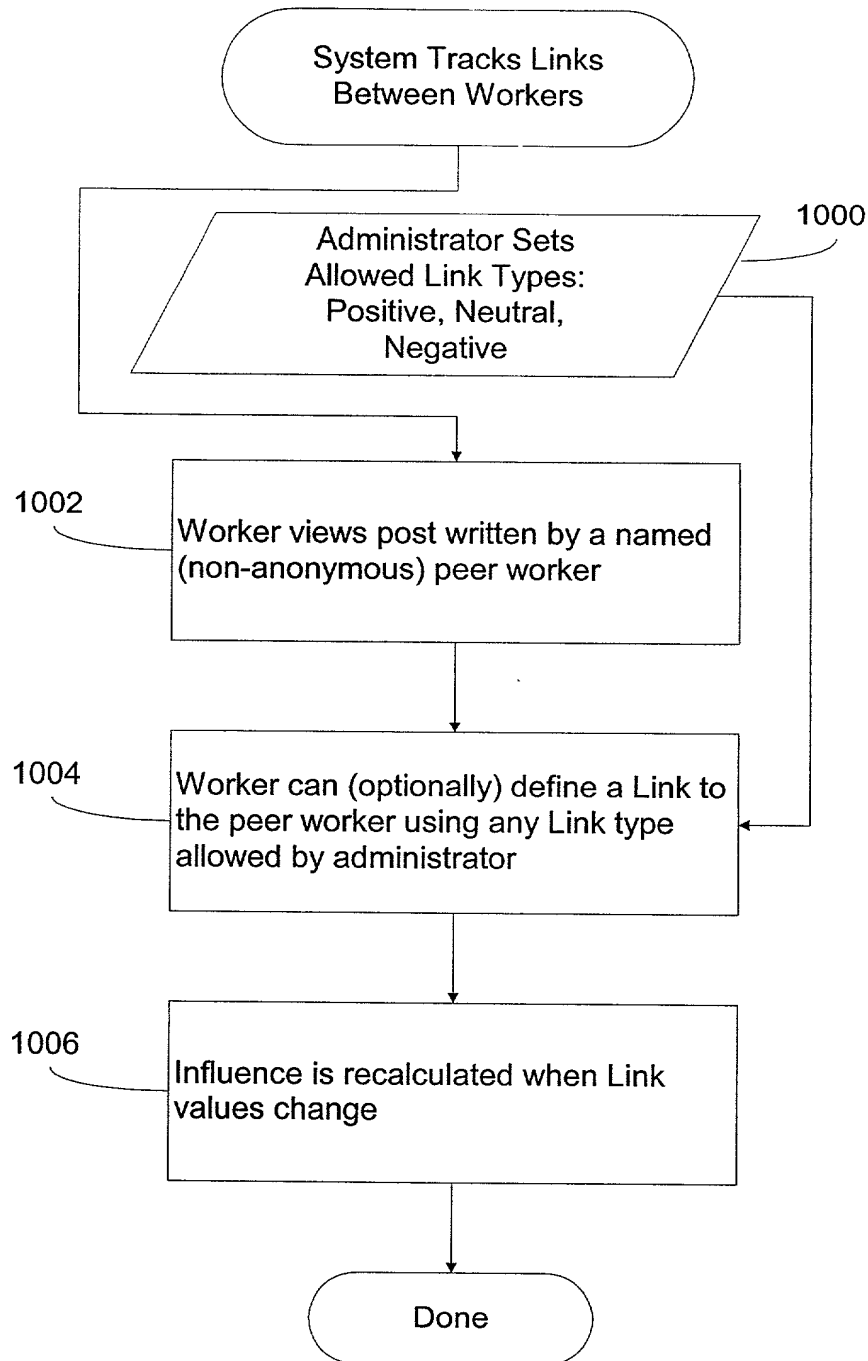 System Tracks Links
Between Workers
1000
Administrator Sets
Allowed Link Types:
Positive, Neutral,
Negative
1002
Worker views post written by a named
(non-anonymous) peer worker
1004
Worker can (optionally) define a Link to
the peer worker using any Link type
allowed by administrator
1006
Influence is recalculated when Link
values change
Done